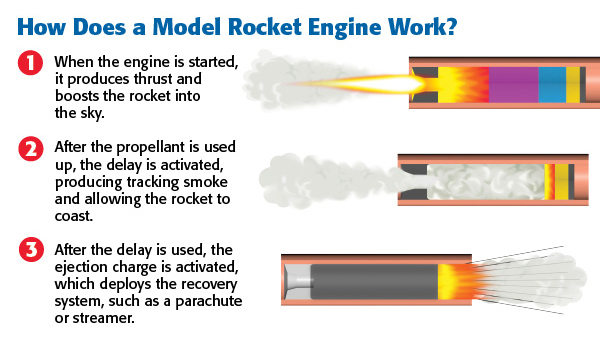 How Does a Model Rocket Engine Work?
1 When the engine is started,
it produces thrust and
boosts the rocket into
the sky.
2 After the propellant is used
up, the delay is activated,
producing tracking smoke
and allowing the rocket to
coast.
3 After the delay is used, the
ejection charge is activated,
which deploys the recovery
system, such as a parachute
or streamer.